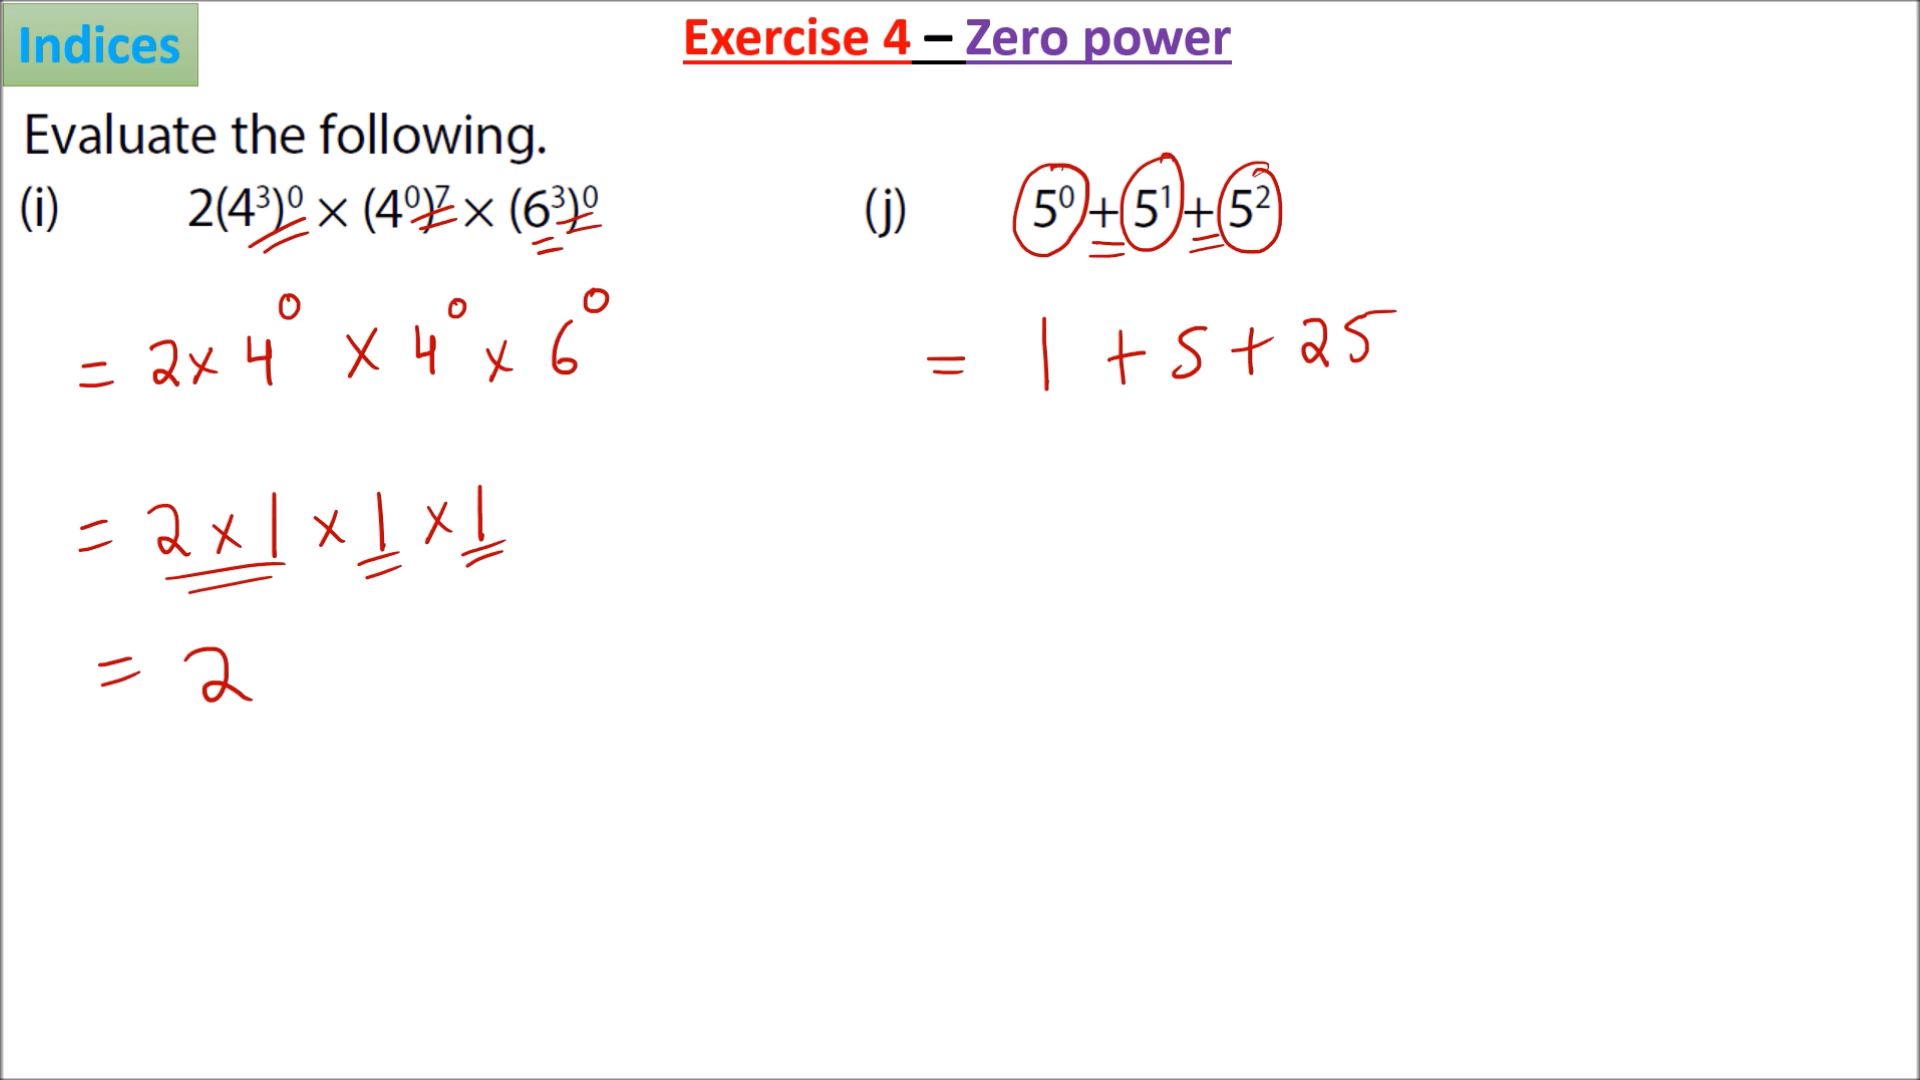 Indices
Exercise 4 – Zero power
Evaluate the following.
(i) 2(4³)⁰ × (4⁰)⁷ × (6³)⁰
= 2 × 4⁰ × 4⁰ × 6⁰
= 2 × 1 × 1 × 1
= 2
(j) 5⁰ + 5¹ + 5²
= 1 + 5 + 25